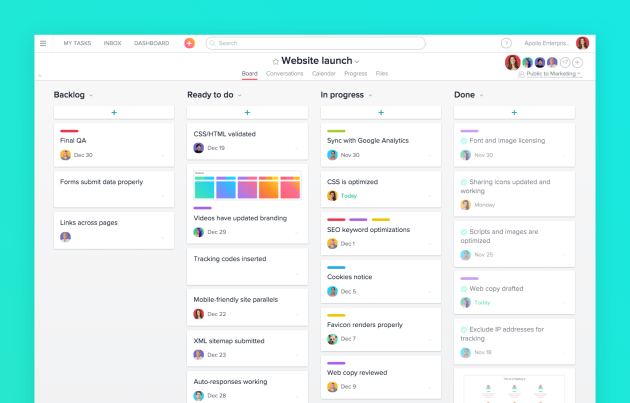 MY TASKS INBOX DASHBOARD
+
Search
?
Apollo Enterpris...
Website launch
Board Conversations Calendar Progress Files
Public to Marketing
Backlog
+
Final QA
Dec 30
Forms submit data properly
Links across pages
Ready to do
+
CSS/HTML validated
Dec 19
Videos have updated branding
Dec 29
Tracking codes inserted
Mobile-friendly site parallels
Dec 22
XML sitemap submitted
Dec 23
Auto-responses working
Dec 28
In progress
+
Sync with Google Analytics
Nov 30
CSS is optimized
Today
SEO keyword optimizations
Dec 1
Cookies notice
Dec 5
Favicon renders properly
Dec 7
Web copy reviewed
Dec 9
Done
+
Font and image licensing
Nov 30
Sharing icons updated and
working
Monday
Scripts and images are
optimized
Nov 25
Web copy drafted
Today
Exclude IP addresses for
tracking
Nov 18